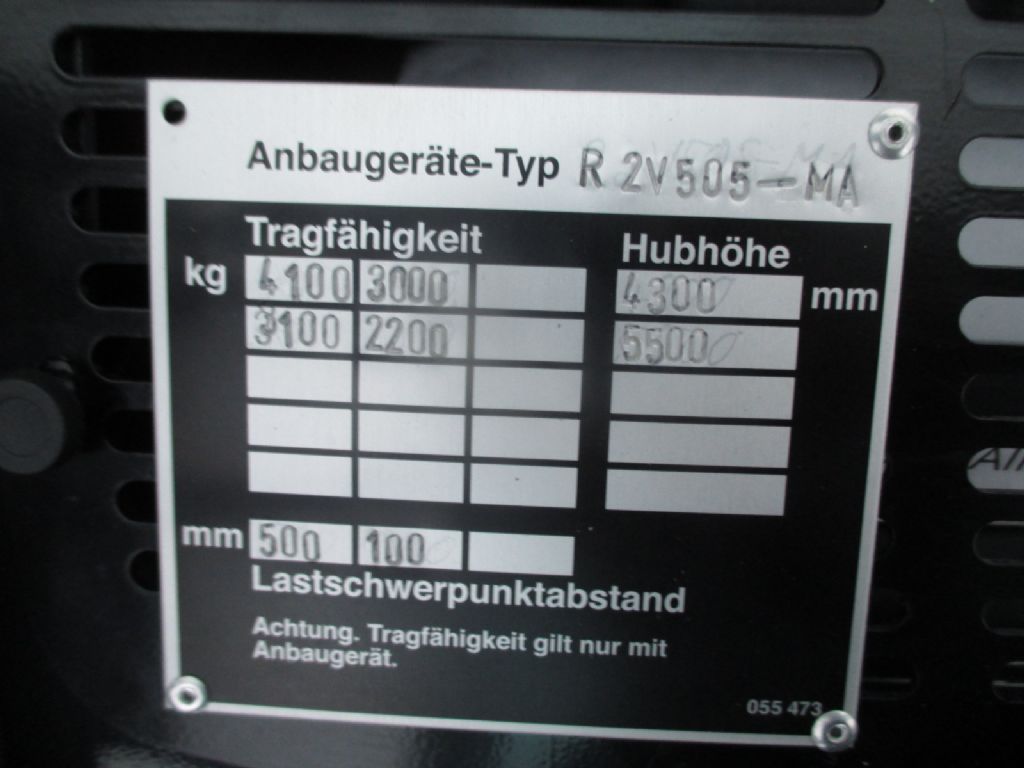 Anbaugeräte-Typ R 2V505-MA
Tragfähigkeit Hubhöhe
kg 4100 3000 4300 mm
3100 2200 5500
mm 500 100
Lastschwerpunktabstand
Achtung. Tragfähigkeit gilt nur mit
Anbaugerät.
055 473